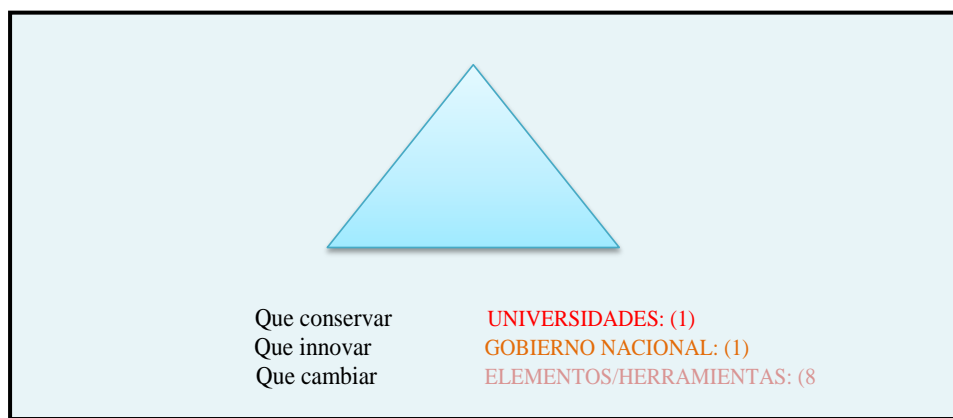 Que conservar UNIVERSIDADES: (1)
Que innovar GOBIERNO NACIONAL: (1)
Que cambiar ELEMENTOS/HERRAMIENTAS: (8